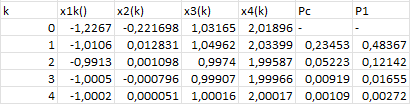 k x1k() x2(k) x3(k) x4(k) Pc P1
0 -1,2267 -0,221698 1,03165 2,01896 - -
1 -1,0106 0,012831 1,04962 2,03399 0,23453 0,48367
2 -0,9913 0,001098 0,9974 1,99587 0,05223 0,12142
3 -1,0005 -0,000796 0,99907 1,99966 0,00919 0,01655
4 -1,0002 0,000051 1,00016 2,00017 0,00109 0,00272